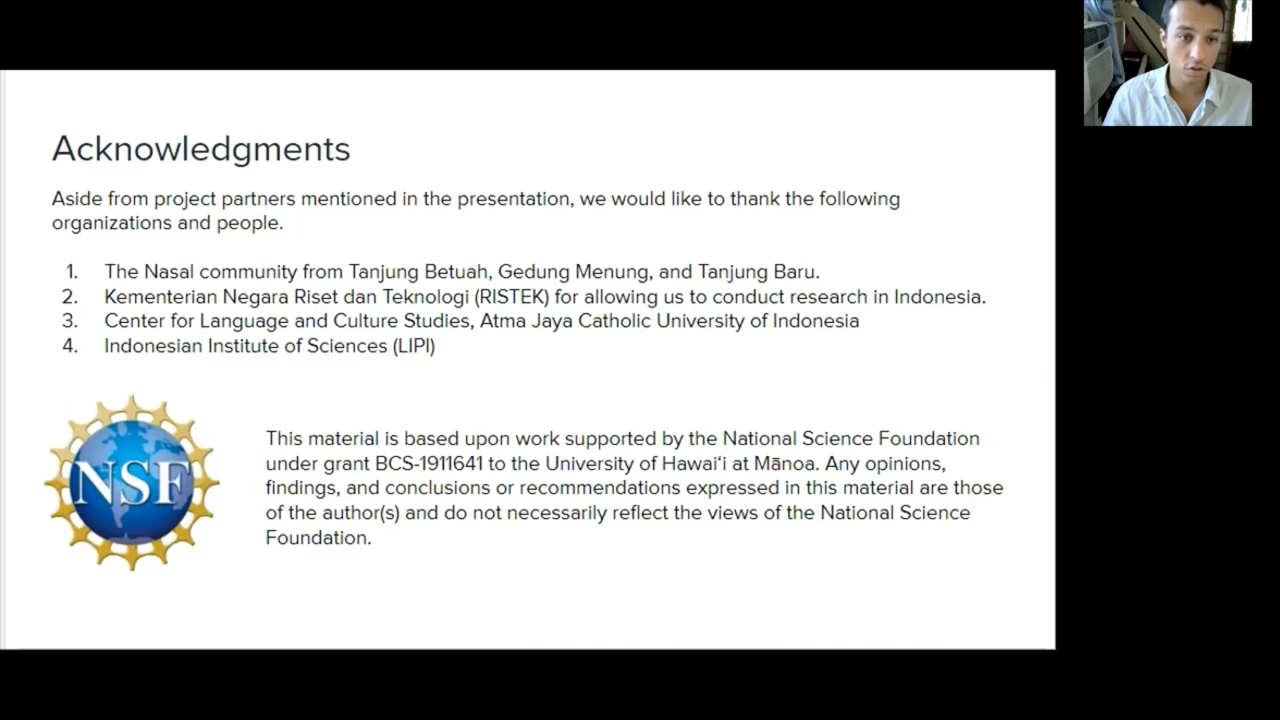 Acknowledgments
Aside from project partners mentioned in the presentation, we would like to thank the following
organizations and people.
1. The Nasal community from Tanjung Betuah, Gedung Menung, and Tanjung Baru.
2. Kementerian Negara Riset dan Teknologi (RISTEK) for allowing us to conduct research in Indonesia.
3. Center for Language and Culture Studies, Atma Jaya Catholic University of Indonesia
4. Indonesian Institute of Sciences (LIPI)
NSF
This material is based upon work supported by the National Science Foundation
under grant BCS-1911641 to the University of Hawaiʻi at Mānoa. Any opinions,
findings, and conclusions or recommendations expressed in this material are those
of the author(s) and do not necessarily reflect the views of the National Science
Foundation.